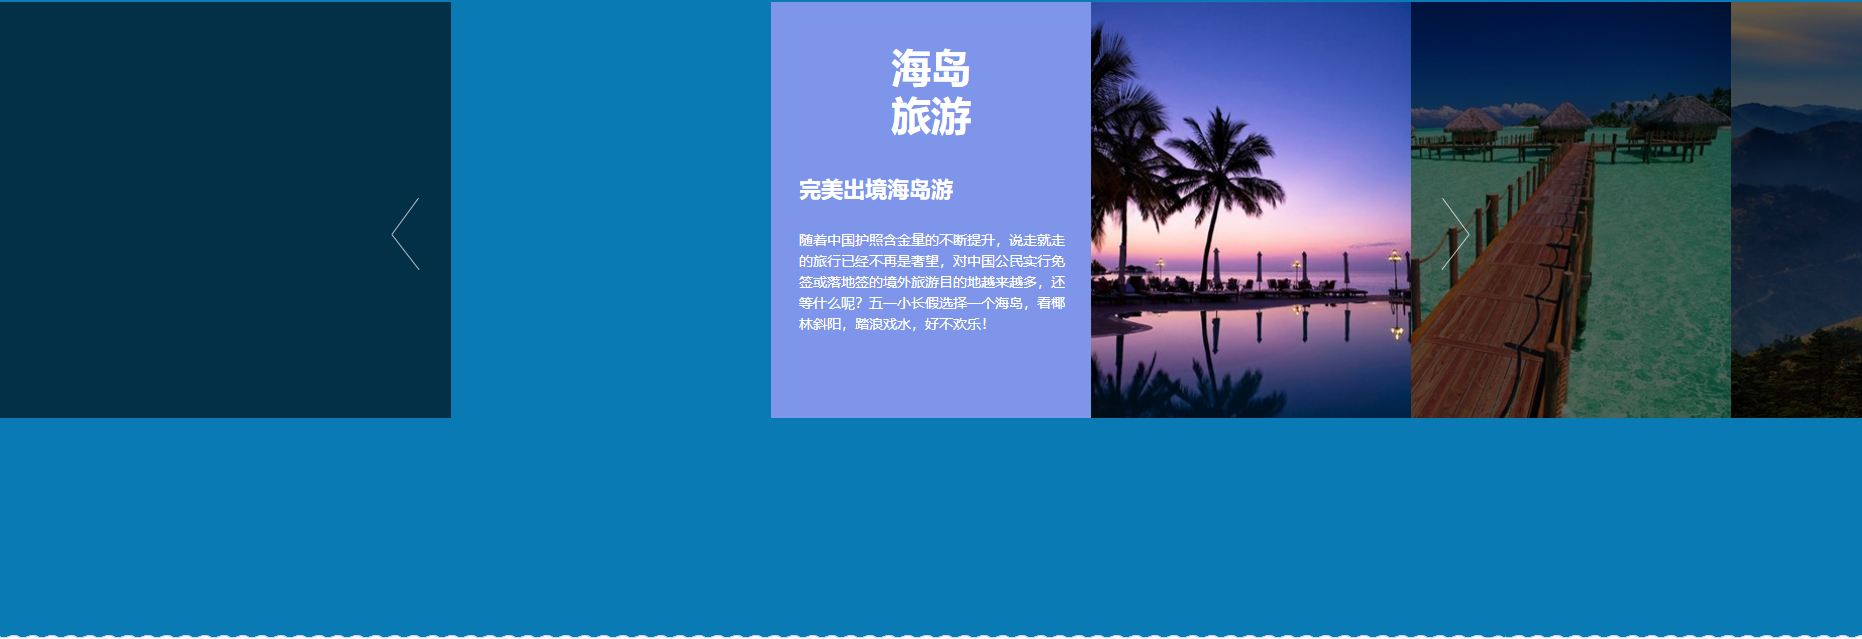 海岛
旅游
完美出境海岛游
随着中国护照含金量的不断提升，说走就走
的旅行已经不再是奢望，对中国公民实行免
签或落地签的境外旅游目的地越来越多，还
等什么呢？五一小长假选择一个海岛，看椰
林斜阳，踏浪戏水，好不欢乐！